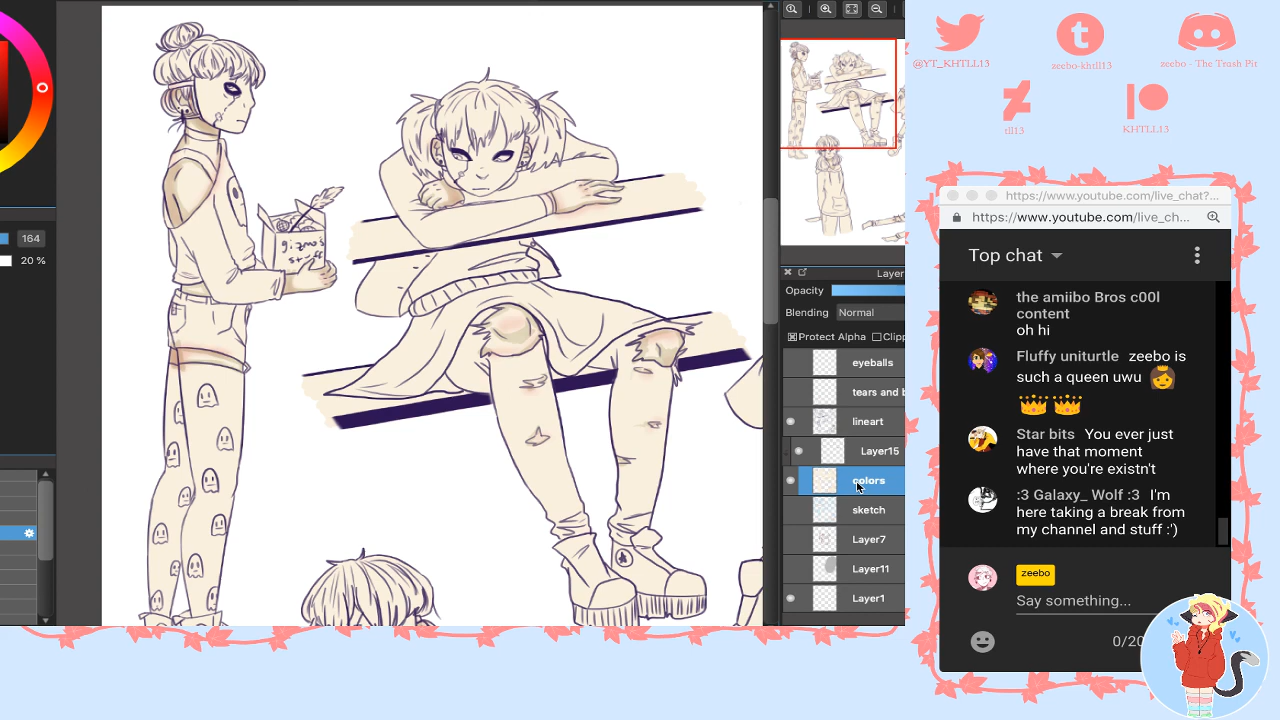 gizmo's
stuff
164
20 %
Layer
Opacity
Blending Normal
Protect Alpha Clipp
eyeballs
tears and b
lineart
Layer15
colors
sketch
Layer7
Layer11
Layer1
@YT_KHTLL13
zeebo-khtll13
zeebo - The Trash Pit
tll13
KHTLL13
https://www.youtube.com/live_chat?...
https://www.youtube.com/live_ch...
Top chat
the amiibo Bros c00l
content
oh hi
Fluffy uniturtle zeebo is
such a queen uwu 👩
👑👑
Star bits You ever just
have that moment
where you're existn't
:3 Galaxy_ Wolf :3 I'm
here taking a break from
my channel and stuff :')
zeebo
Say something...
0/20